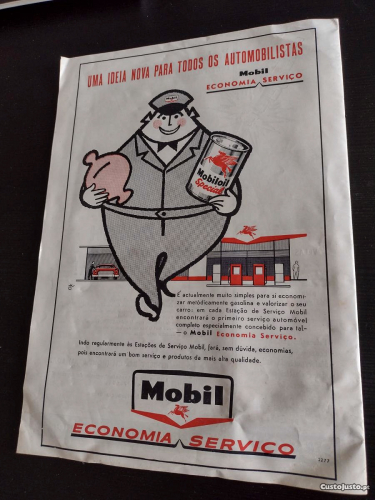 UMA IDEIA NOVA PARA TODOS OS AUTOMOBILISTAS
Mobil
ECONOMIA SERVIÇO
Mobil
Mobiloil
Special
É actualmente muito simples para si economi-
zar metòdicamente gasolina e valorizar o seu
carro: em cada Estação de Serviço Mobil
encontrará o primeiro serviço automóvel
completo especialmente concebido para tal—
— o Mobil Economia Serviço.
Indo regularmente às Estações de Serviço Mobil, fará, sem dúvida, economias,
pois encontrará um bom serviço e produtos da mais alta qualidade.
Mobil
ECONOMIA SERVIÇO
CustoJusto.pt